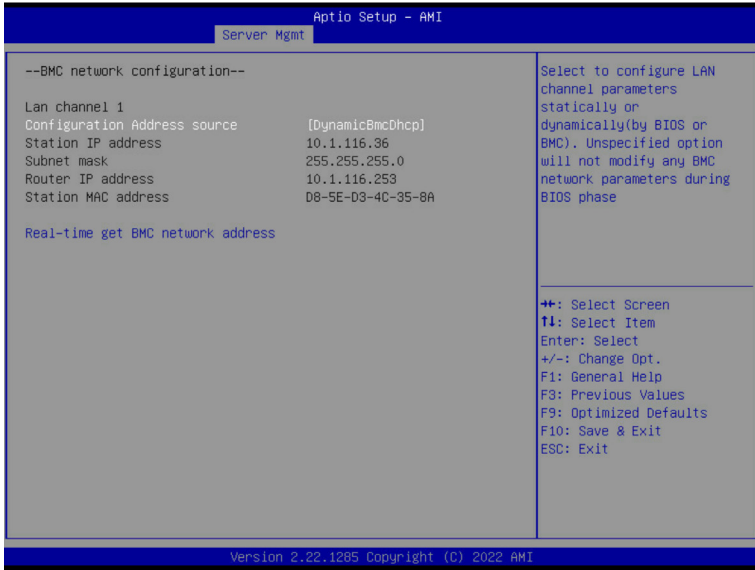 Aptio Setup - AMI
Server Mgmt
--BMC network configuration--
Lan channel 1
Configuration Address source [DynamicBmcDhcp]
Station IP address 10.1.116.36
Subnet mask 255.255.255.0
Router IP address 10.1.116.253
Station MAC address D8-5E-D3-4C-35-8A
Real-time get BMC network address
Select to configure LAN
channel parameters
statically or
dynamically(by BIOS or
BMC). Unspecified option
will not modify any BMC
network parameters during
BIOS phase
→←: Select Screen
↑↓: Select Item
Enter: Select
+/-: Change Opt.
F1: General Help
F3: Previous Values
F9: Optimized Defaults
F10: Save & Exit
ESC: Exit
Version 2.22.1285 Copyright (C) 2022 AMI